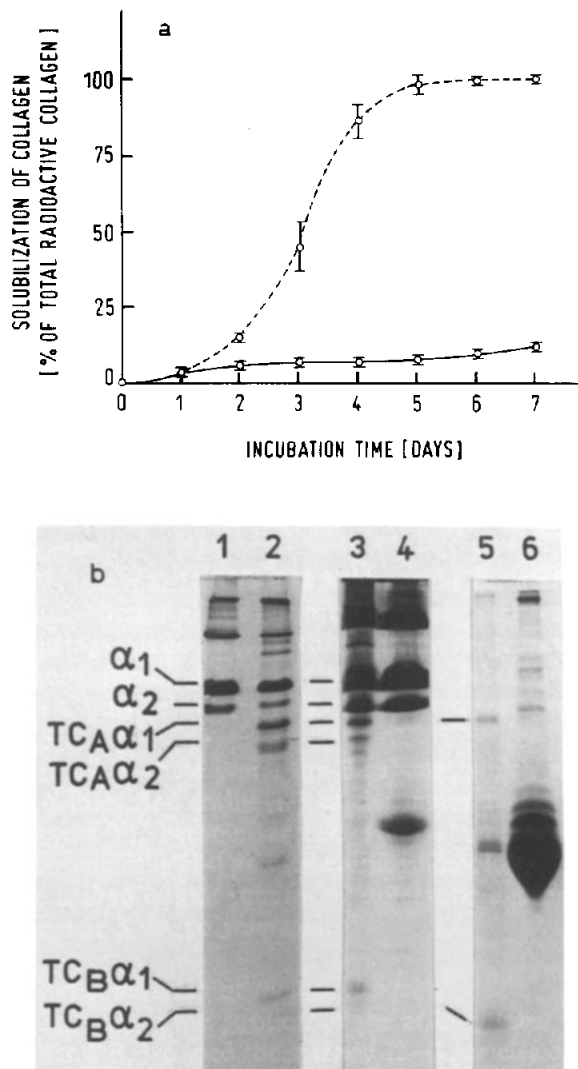 a
SOLUBILIZATION OF COLLAGEN
[% OF TOTAL RADIOACTIVE COLLAGEN]
100
75
50
25
0
0 1 2 3 4 5 6 7
INCUBATION TIME [DAYS]
b
1 2 3 4 5 6
α1
α2
TCAα1
TCAα2
TCBα1
TCBα2